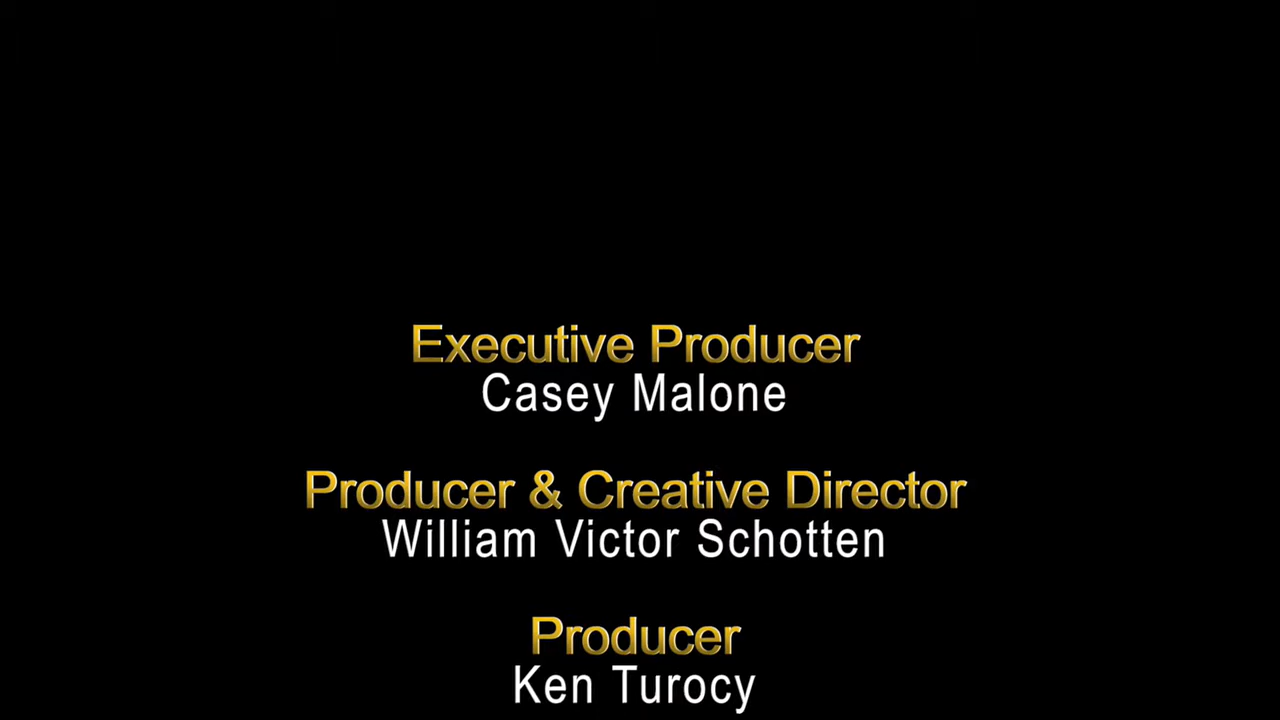 Executive Producer
Casey Malone
Producer & Creative Director
William Victor Schotten
Producer
Ken Turocy